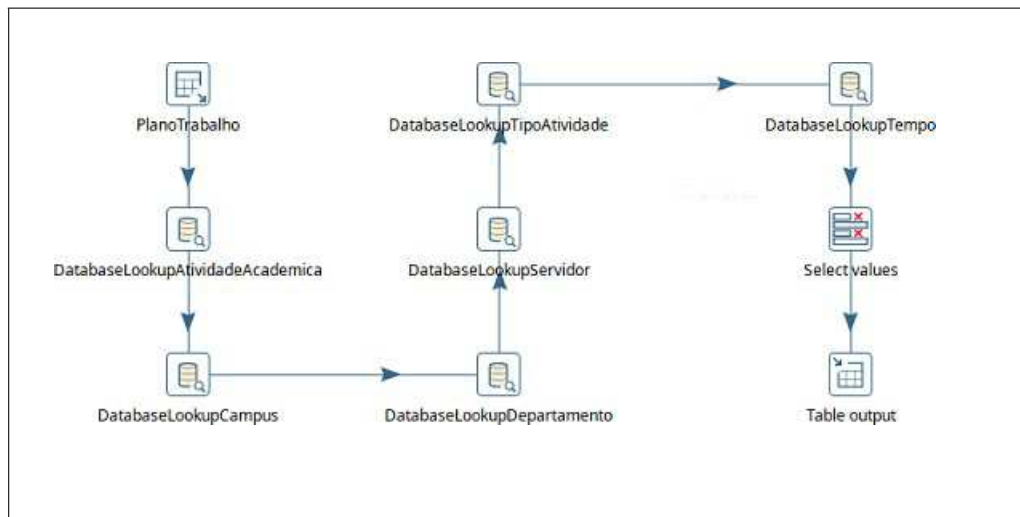 PlanoTrabalho
DatabaseLookupTipoAtividade
DatabaseLookupTempo
DatabaseLookupAtividadeAcademica
DatabaseLookupServidor
Select values
DatabaseLookupCampus
DatabaseLookupDepartamento
Table output